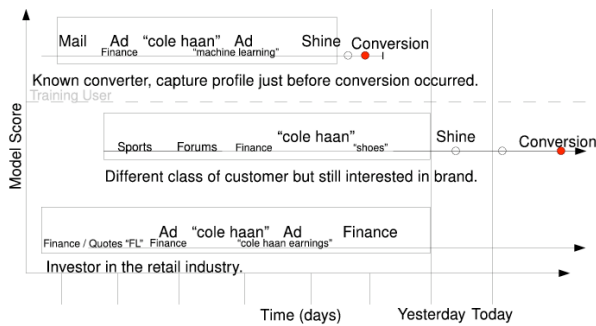 Mail Ad “cole haan” Ad Shine Conversion
Finance “machine learning”
Known converter, capture profile just before conversion occurred.
Training User
“cole haan” Shine Conversion
Sports Forums Finance “shoes”
Different class of customer but still interested in brand.
Ad “cole haan” Ad Finance
Finance / Quotes “FL” Finance “cole haan earnings”
Investor in the retail industry.
Model Score
Time (days) Yesterday Today